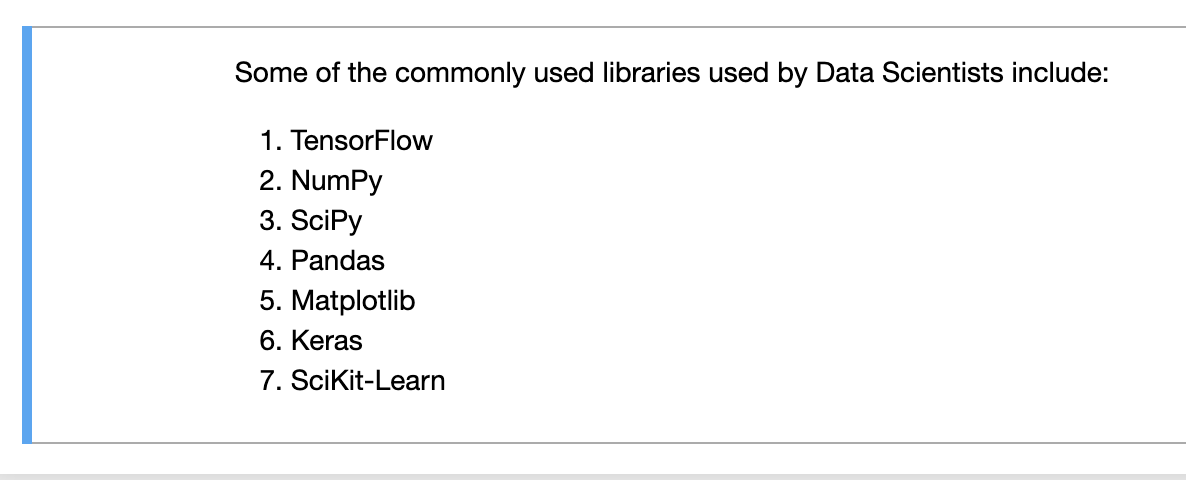 Some of the commonly used libraries used by Data Scientists include:
1. TensorFlow
2. NumPy
3. SciPy
4. Pandas
5. Matplotlib
6. Keras
7. SciKit-Learn